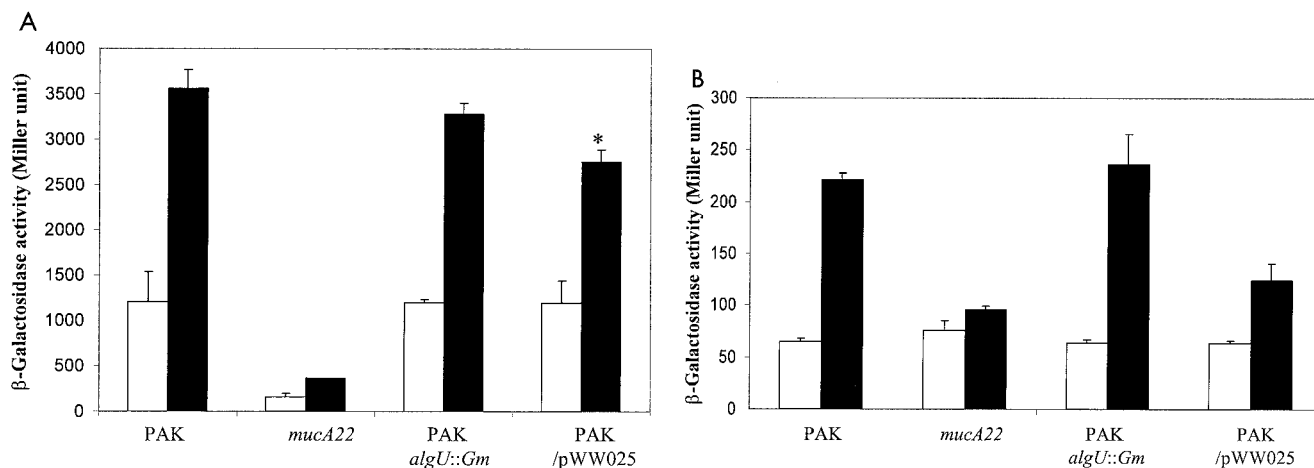 A
β-Galactosidase activity (Miller unit)
4000
3500
3000
2500
2000
1500
1000
500
0
*
PAK
mucA22
PAK
algU::Gm
PAK
/pWW025
B
β-Galactosidase activity (Miller unit)
300
250
200
150
100
50
0
PAK
mucA22
PAK
algU::Gm
PAK
/pWW025